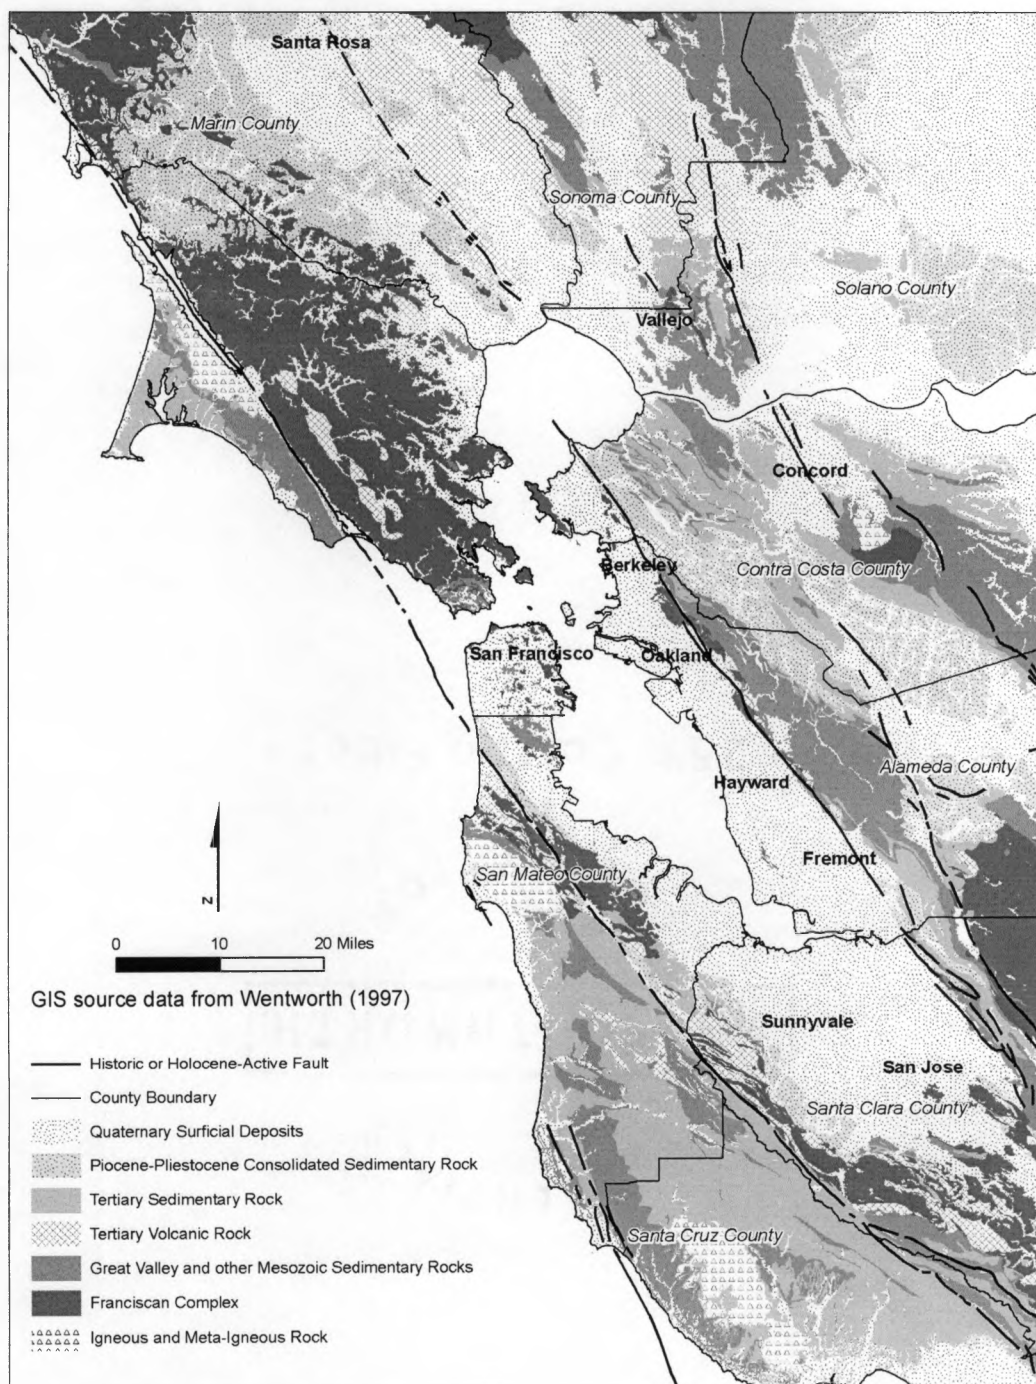 Santa Rosa
Marin County
Sonoma County
Solano County
Vallejo
Concord
Contra Costa County
Berkeley
San Francisco
Oakland
Alameda County
Hayward
Fremont
San Mateo County
N
0 10 20 Miles
GIS source data from Wentworth (1997)
Sunnyvale
San Jose
Santa Clara County
Santa Cruz County
Historic or Holocene-Active Fault
County Boundary
Quaternary Surficial Deposits
Piocene-Pliestocene Consolidated Sedimentary Rock
Tertiary Sedimentary Rock
Tertiary Volcanic Rock
Great Valley and other Mesozoic Sedimentary Rocks
Franciscan Complex
Igneous and Meta-Igneous Rock